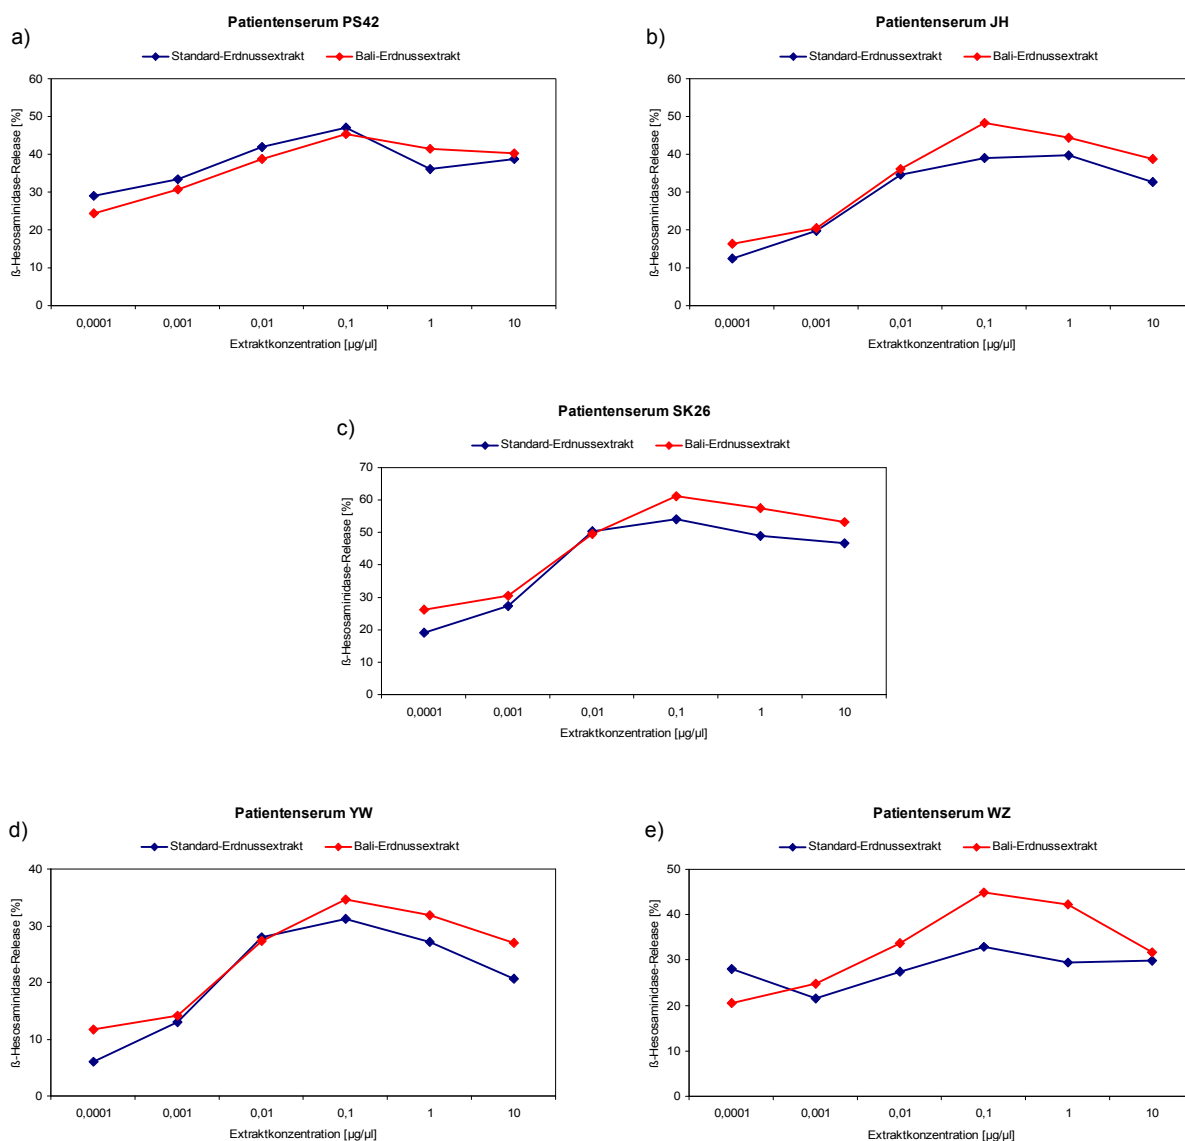 Patientenserum PS42
a)
Standard-Erdnussextrakt Bali-Erdnussextrakt
ß-Hesosaminidase-Release [%]
60
50
40
30
20
10
0
0,0001 0,001 0,01 0,1 1 10
Extraktkonzentration [µg/µl]
Patientenserum JH
b)
Standard-Erdnussextrakt Bali-Erdnussextrakt
ß-Hesosaminidase-Release [%]
60
50
40
30
20
10
0
0,0001 0,001 0,01 0,1 1 10
Extraktkonzentration [µg/µl]
Patientenserum SK26
c)
Standard-Erdnussextrakt Bali-Erdnussextrakt
ß-Hesosaminidase-Release [%]
70
60
50
40
30
20
10
0
0,0001 0,001 0,01 0,1 1 10
Extraktkonzentration [µg/µl]
Patientenserum YW
d)
Standard-Erdnussextrakt Bali-Erdnussextrakt
ß-Hesosaminidase-Release [%]
40
30
20
10
0
0,0001 0,001 0,01 0,1 1 10
Extraktkonzentration [µg/µl]
Patientenserum WZ
e)
Standard-Erdnussextrakt Bali-Erdnussextrakt
ß-Hesosaminidase-Release [%]
50
40
30
20
10
0
0,0001 0,001 0,01 0,1 1 10
Extraktkonzentration [µg/µl]